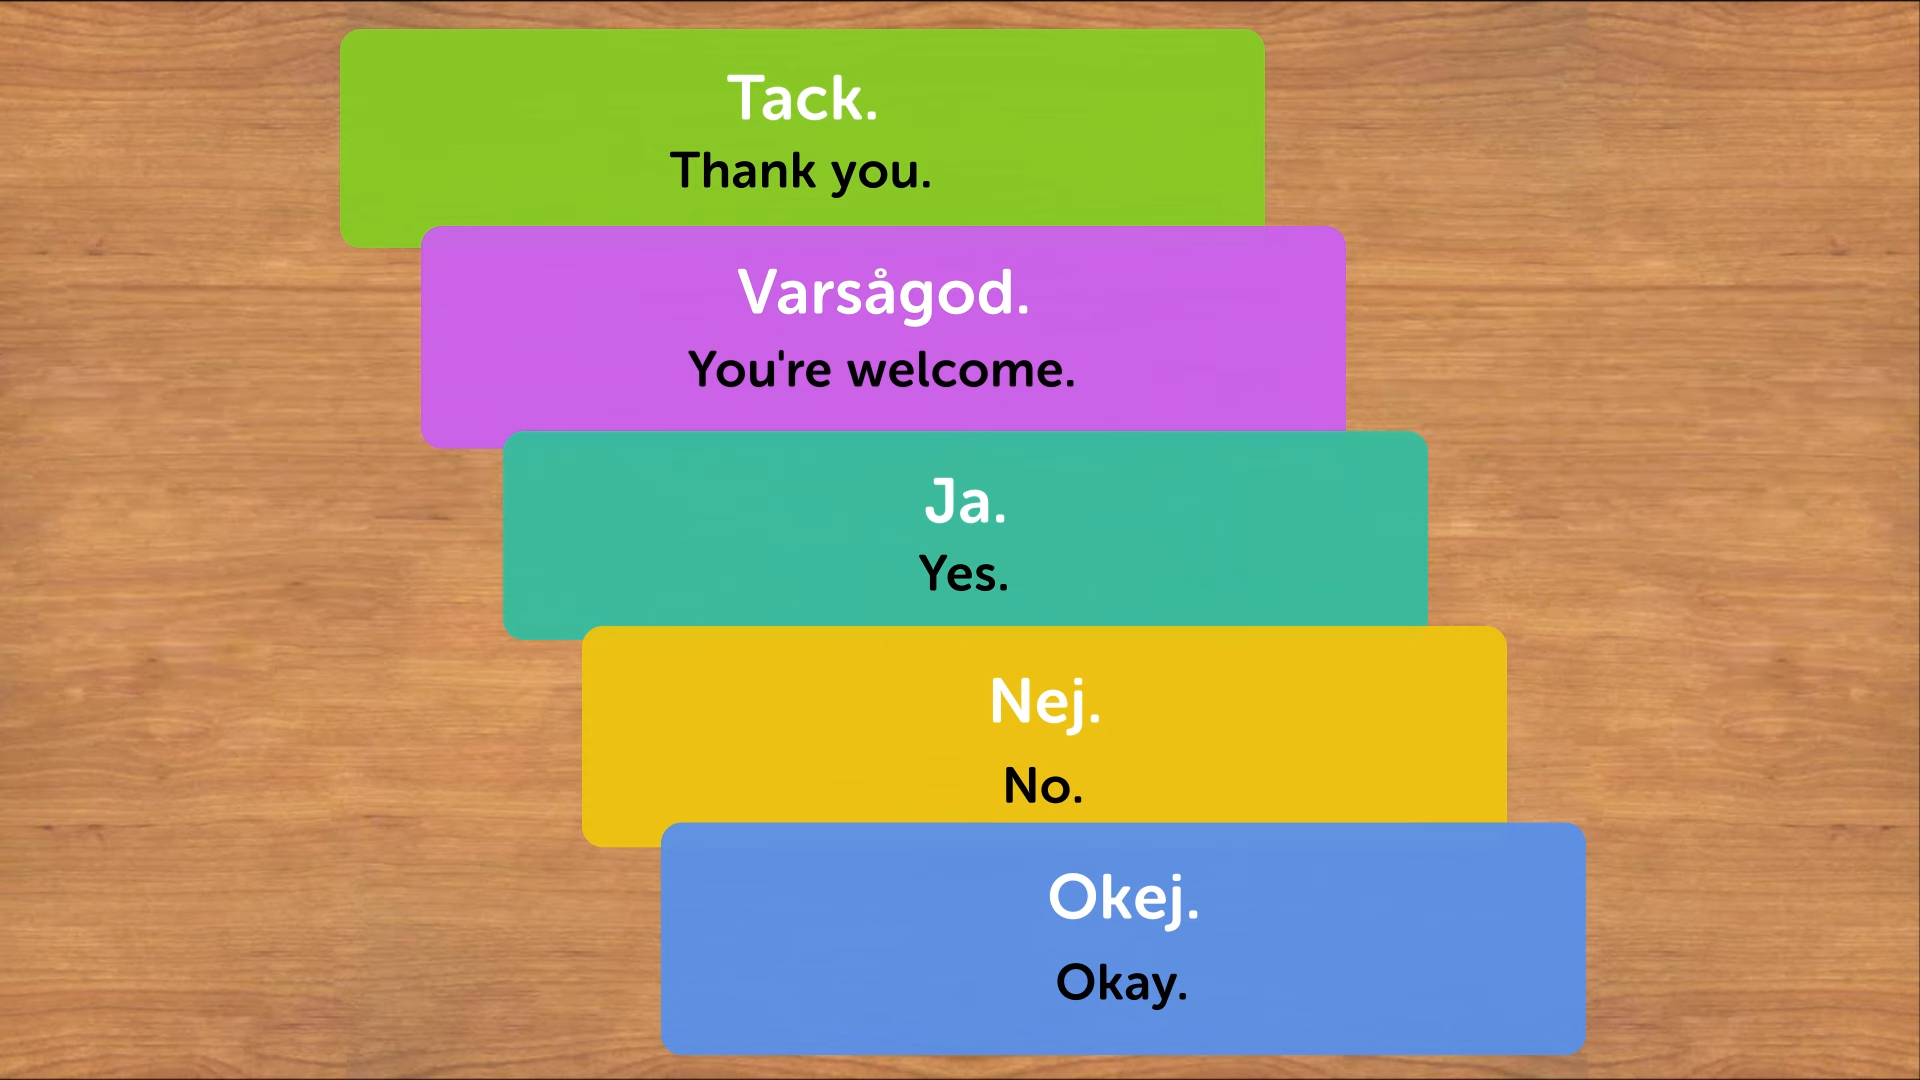 Tack.
Thank you.
Varsågod.
You're welcome.
Ja.
Yes.
Nej.
No.
Okej.
Okay.